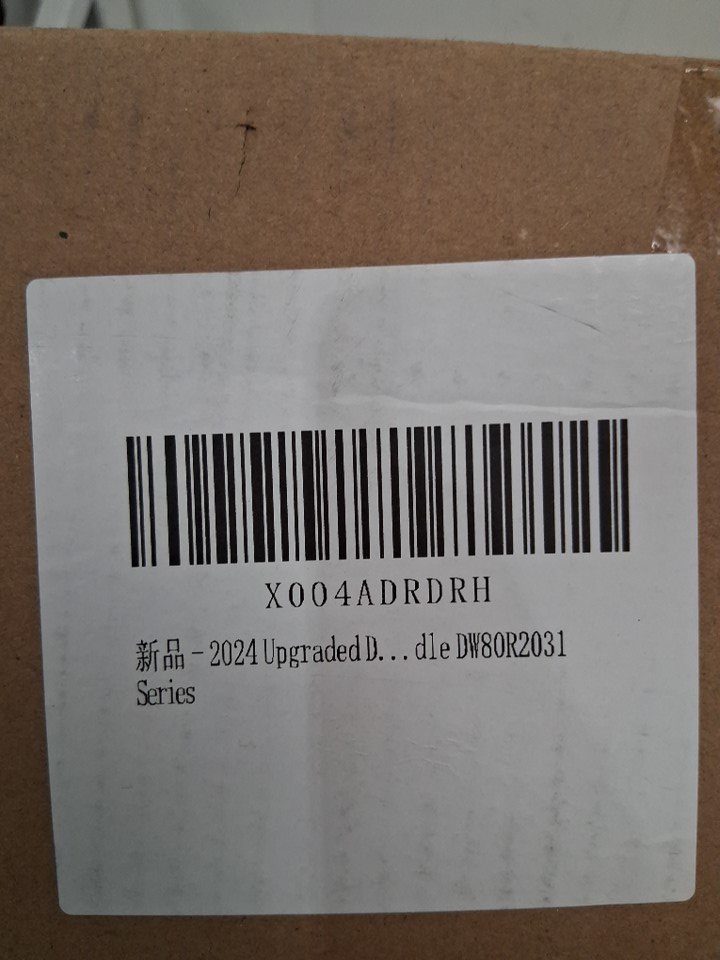 X004ADRDRH
新品 - 2024 Upgraded D...dle DW80R2031
Series